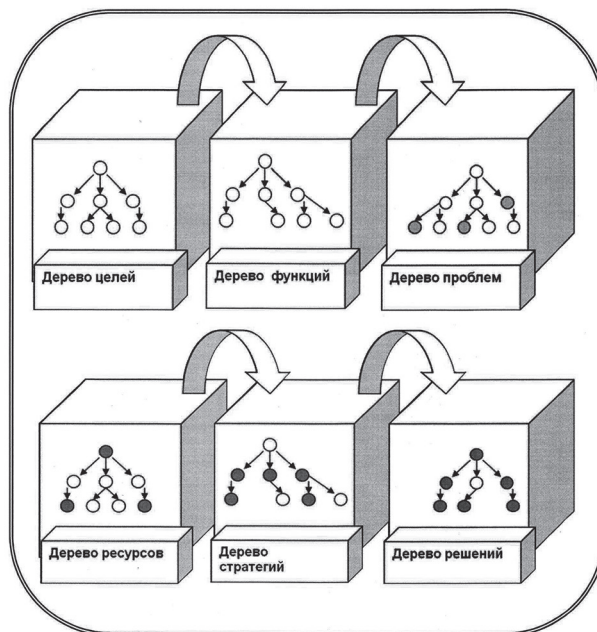 Дерево целей
Дерево функций
Дерево проблем
Дерево ресурсов
Дерево
стратегий
Дерево решений